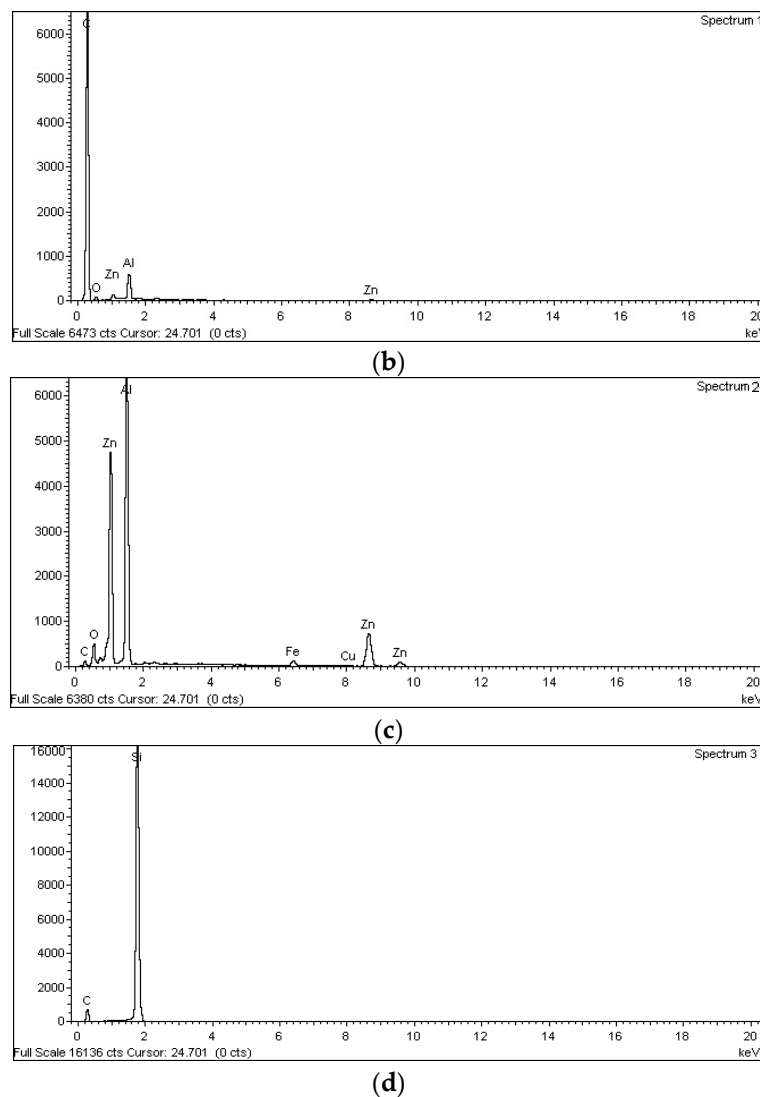 Spectrum 1
6000
5000
4000
3000
2000
1000
0
C
O
Zn
Al
Zn
0 2 4 6 8 10 12 14 16 18 20
Full Scale 6473 cts Cursor: 24.701 (0 cts)
keV
(b)
Spectrum 2
6000
5000
4000
3000
2000
1000
0
C
O
Zn
Al
Fe
Cu
Zn
Zn
0 2 4 6 8 10 12 14 16 18 20
Full Scale 6380 cts Cursor: 24.701 (0 cts)
keV
(c)
Spectrum 3
16000
14000
12000
10000
8000
6000
4000
2000
0
C
Si
0 2 4 6 8 10 12 14 16 18 20
Full Scale 16136 cts Cursor: 24.701 (0 cts)
keV
(d)